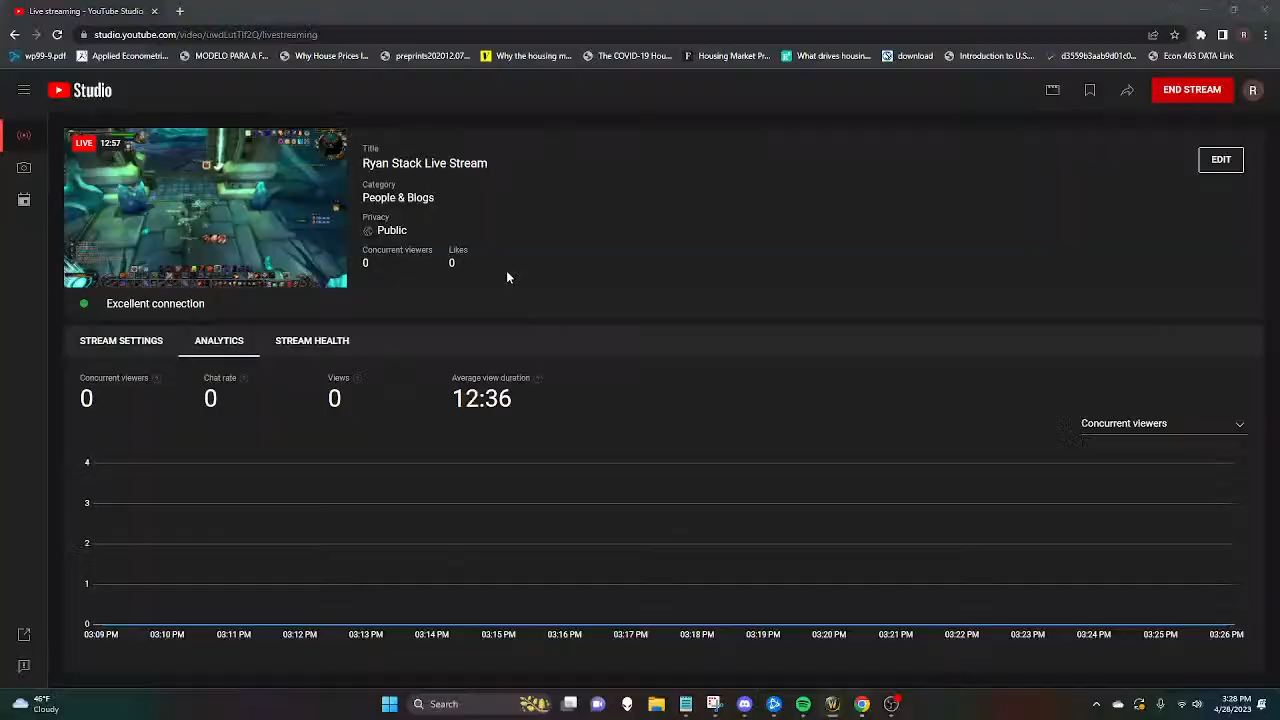 Live streaming - YouTube Studio
studio.youtube.com/video/uwdEutTif2Q/livestreaming
wp99-9.pdf
Applied Econometri...
MODELO PARA A F...
Why House Prices I...
preprints202012.07...
Why the housing m...
The COVID-19 Hou...
Housing Market Pr...
What drives housin...
download
Introduction to U.S....
d3559b3aab9d01c0...
Econ 463 DATA Link
Studio
END STREAM
R
LIVE 12:57
Title
Ryan Stack Live Stream
EDIT
Category
People & Blogs
Privacy
Public
Concurrent viewers Likes
0 0
Excellent connection
STREAM SETTINGS ANALYTICS STREAM HEALTH
Concurrent viewers Chat rate Views Average view duration
0 0 0 12:36
Concurrent viewers
4
3
2
1
0
03:09 PM 03:10 PM 03:11 PM 03:12 PM 03:13 PM 03:14 PM 03:15 PM 03:16 PM 03:17 PM 03:18 PM 03:19 PM 03:20 PM 03:21 PM 03:22 PM 03:23 PM 03:24 PM 03:25 PM 03:26 PM
46°F
Cloudy
Search
3:28 PM
4/28/2023